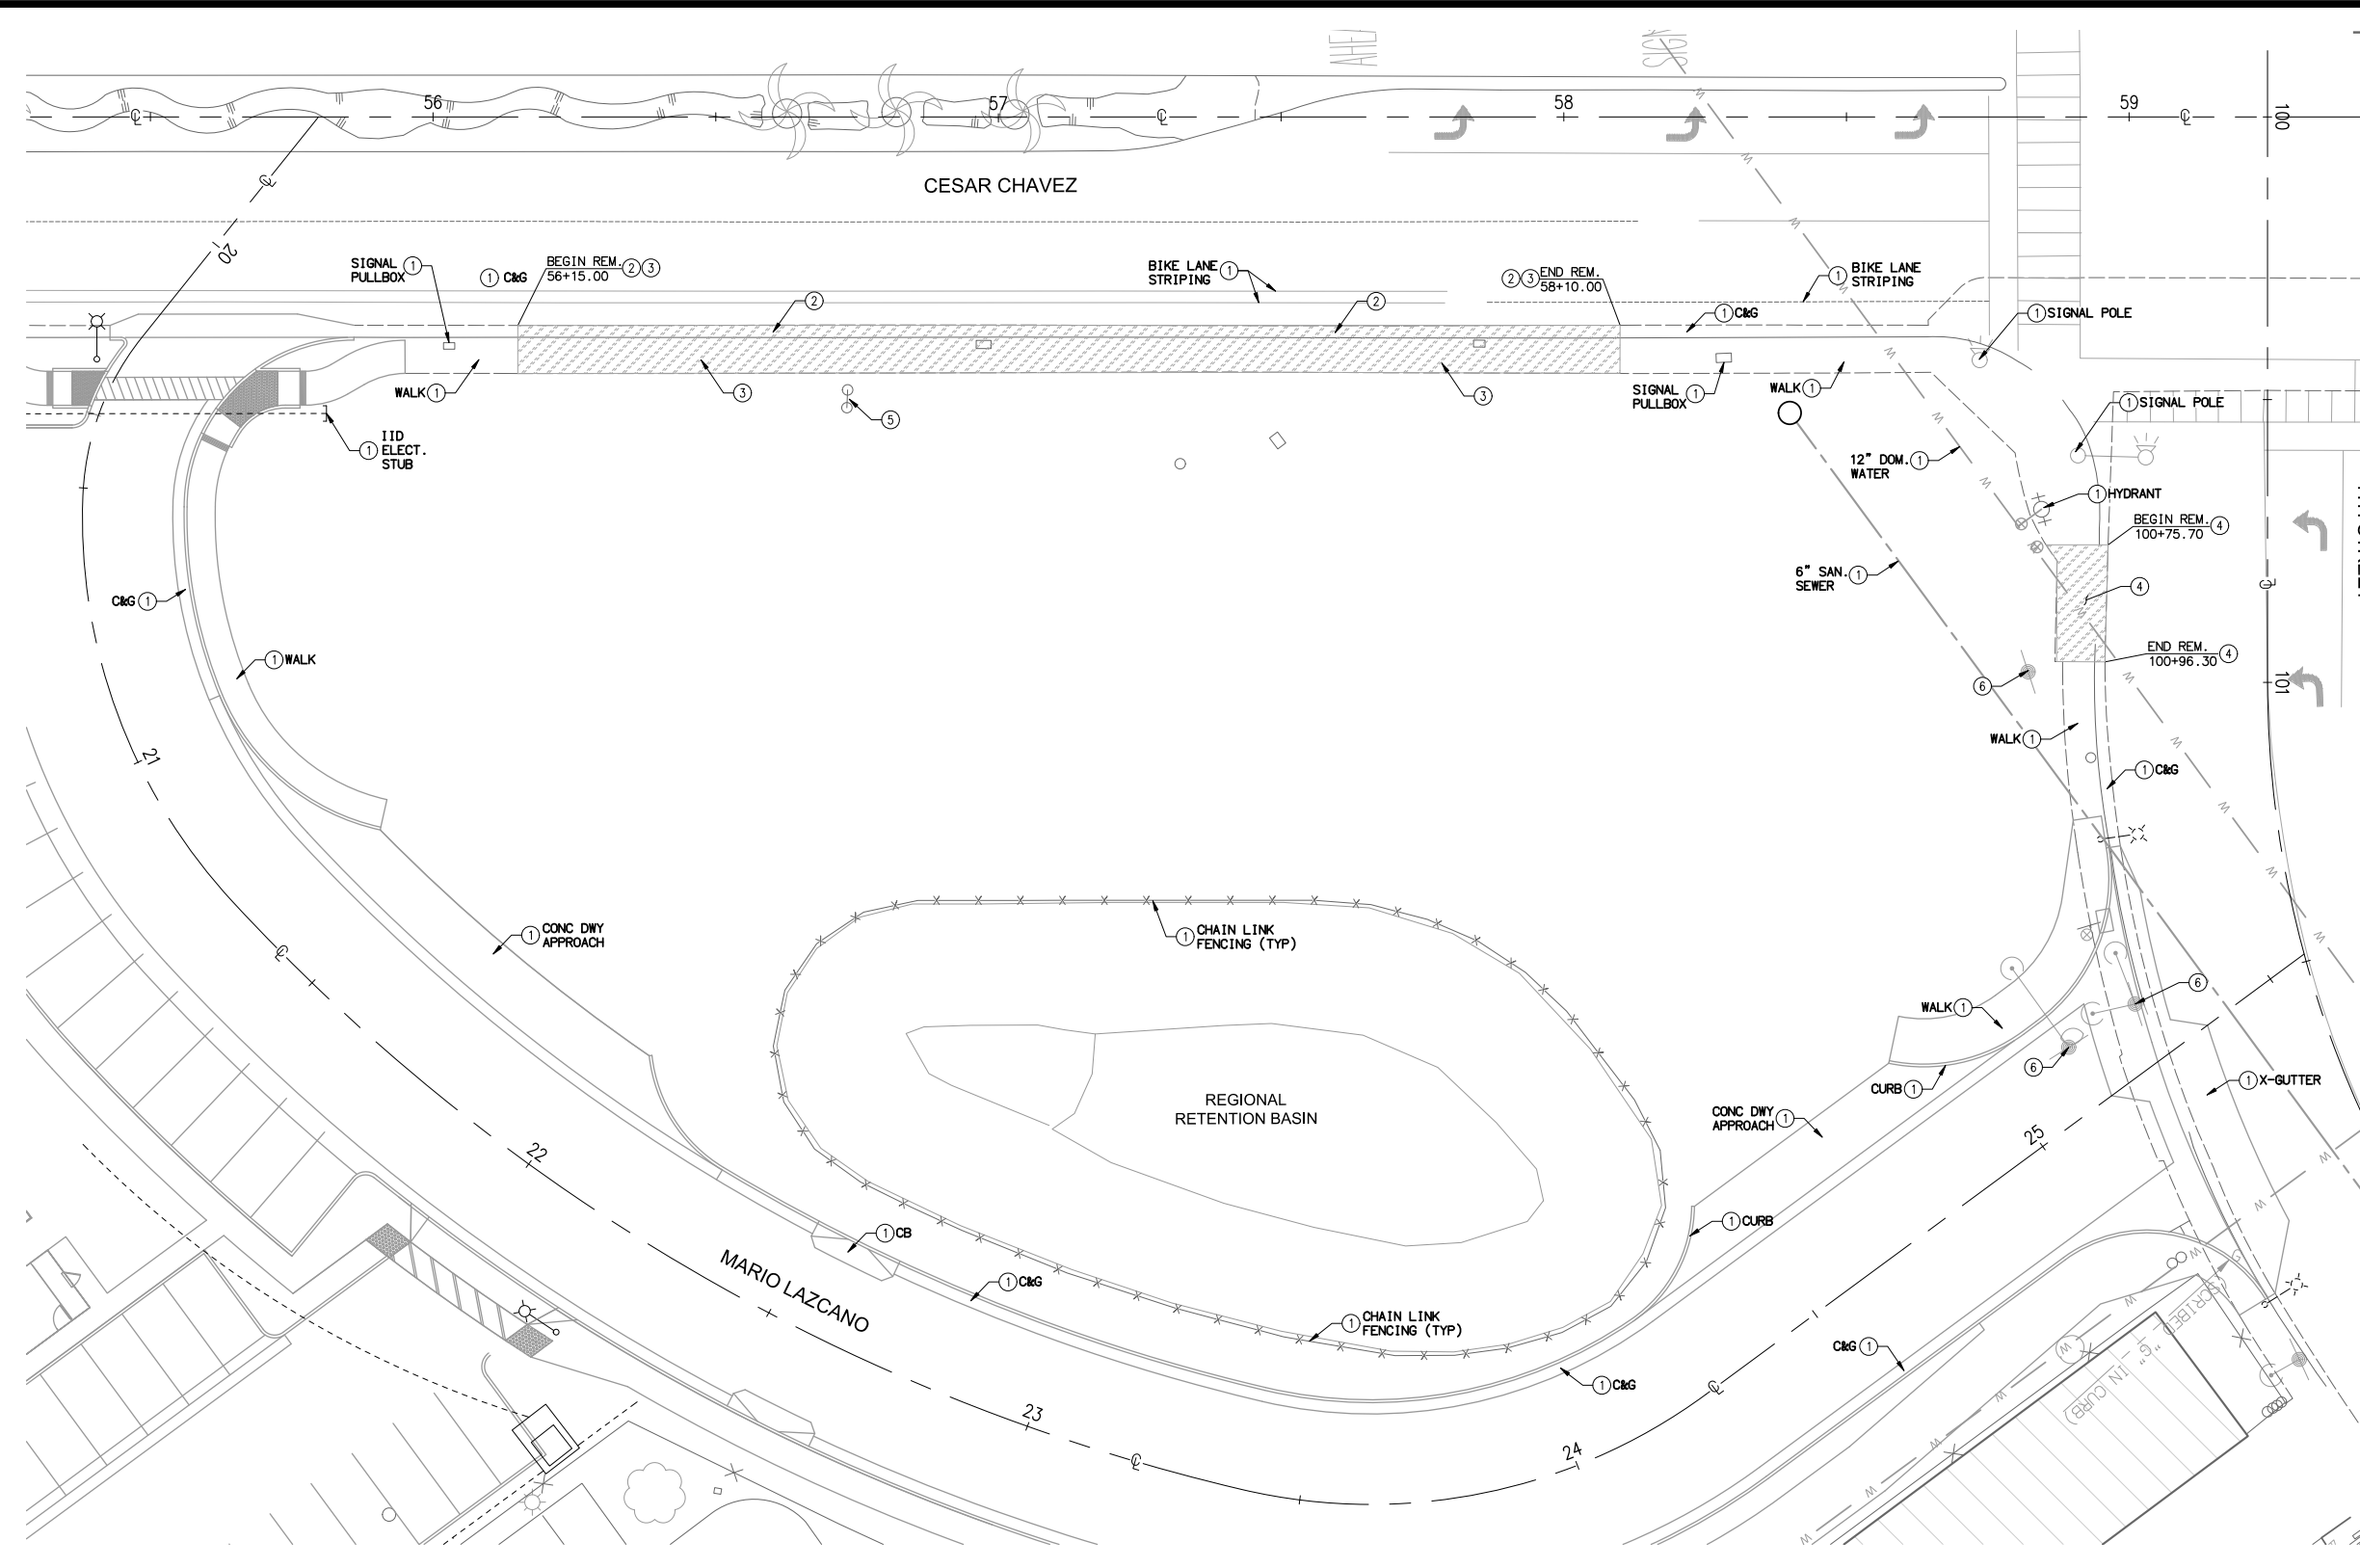 56
57
58
59
100
CESAR CHAVEZ
20
SIGNAL 1
PULLBOX
1 C&G
BEGIN REM. 2 3
56+15.00
BIKE LANE 1
STRIPING
2 3 END REM.
58+10.00
1 BIKE LANE
STRIPING
2
2
1 C&G
1 SIGNAL POLE
WALK 1
3
5
3
SIGNAL 1
PULLBOX
WALK 1
1 SIGNAL POLE
IID
1 ELECT.
STUB
12" DOM. 1
WATER
1 HYDRANT
BEGIN REM. 4
100+75.70
6" SAN. 1
SEWER
4
C&G 1
END REM. 4
100+96.30
1 WALK
6
101
WALK 1
21
1 C&G
1 CONC DWY
APPROACH
1 CHAIN LINK
FENCING (TYP)
6
WALK 1
6
CURB 1
1 X-GUTTER
REGIONAL
RETENTION BASIN
CONC DWY 1
APPROACH
25
22
1 CB
1 CURB
MARIO LAZCANO
1 C&G
1 CHAIN LINK
FENCING (TYP)
C&G 1
1 C&G
SCRIBED "G"
IN CURB)
23
24